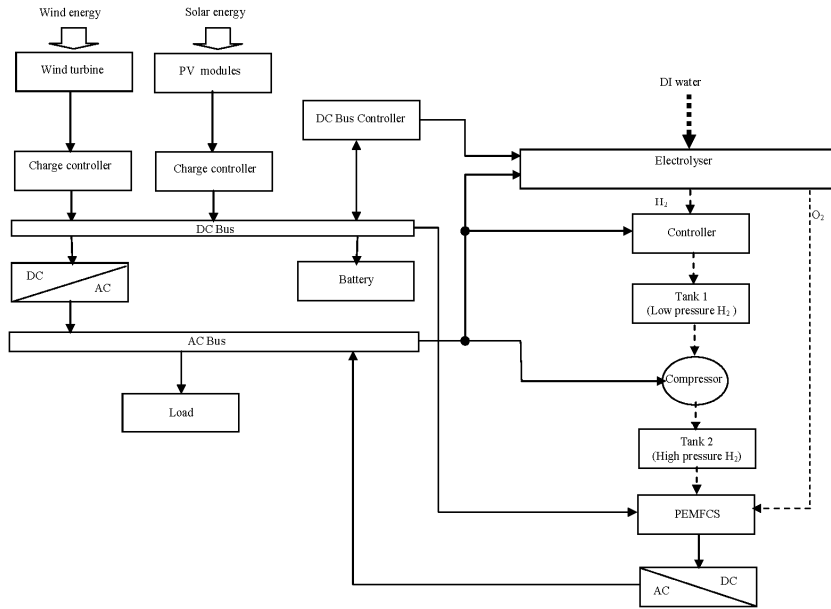 Wind energy
Solar energy
Wind turbine
PV modules
DI water
DC Bus Controller
Charge controller
Charge controller
Electrolyser
H2
O2
DC Bus
Controller
DC
AC
Battery
Tank 1
(Low pressure H2 )
AC Bus
Compressor
Load
Tank 2
(High pressure H2)
PEMFCS
AC
DC